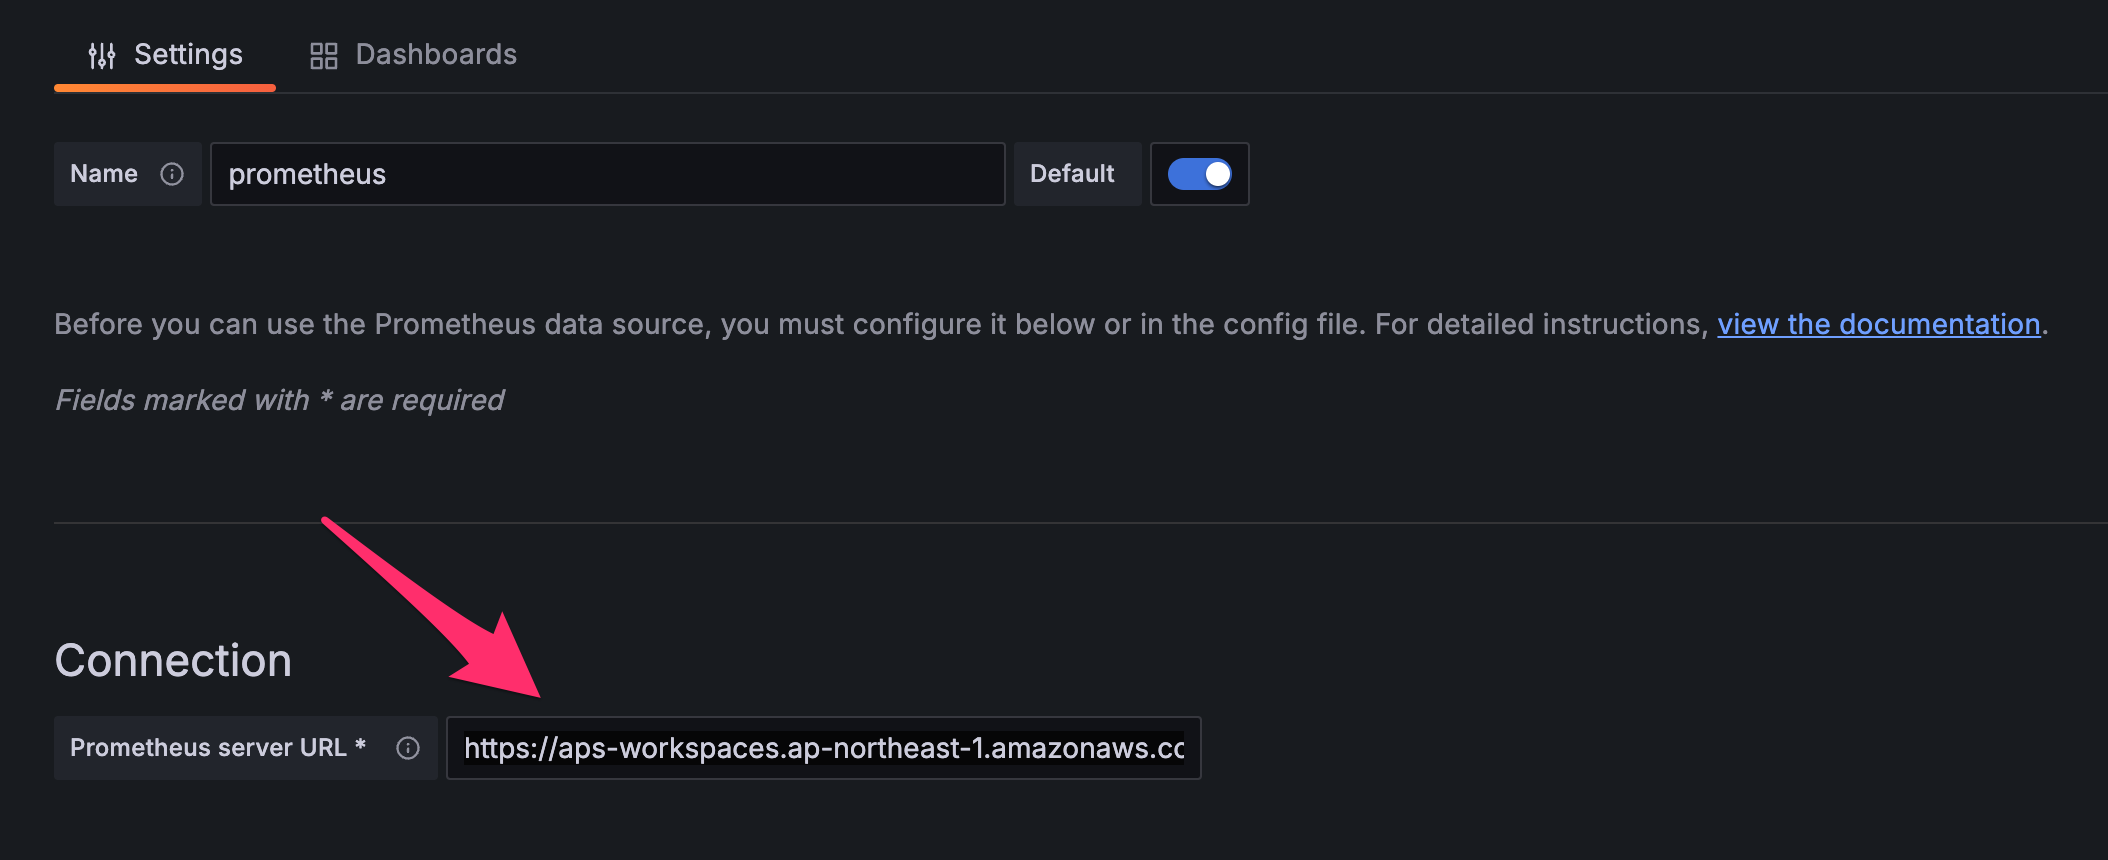 Settings Dashboards
Name prometheus Default
Before you can use the Prometheus data source, you must configure it below or in the config file. For detailed instructions, view the documentation.
Fields marked with * are required
Connection
Prometheus server URL * https://aps-workspaces.ap-northeast-1.amazonaws.cc